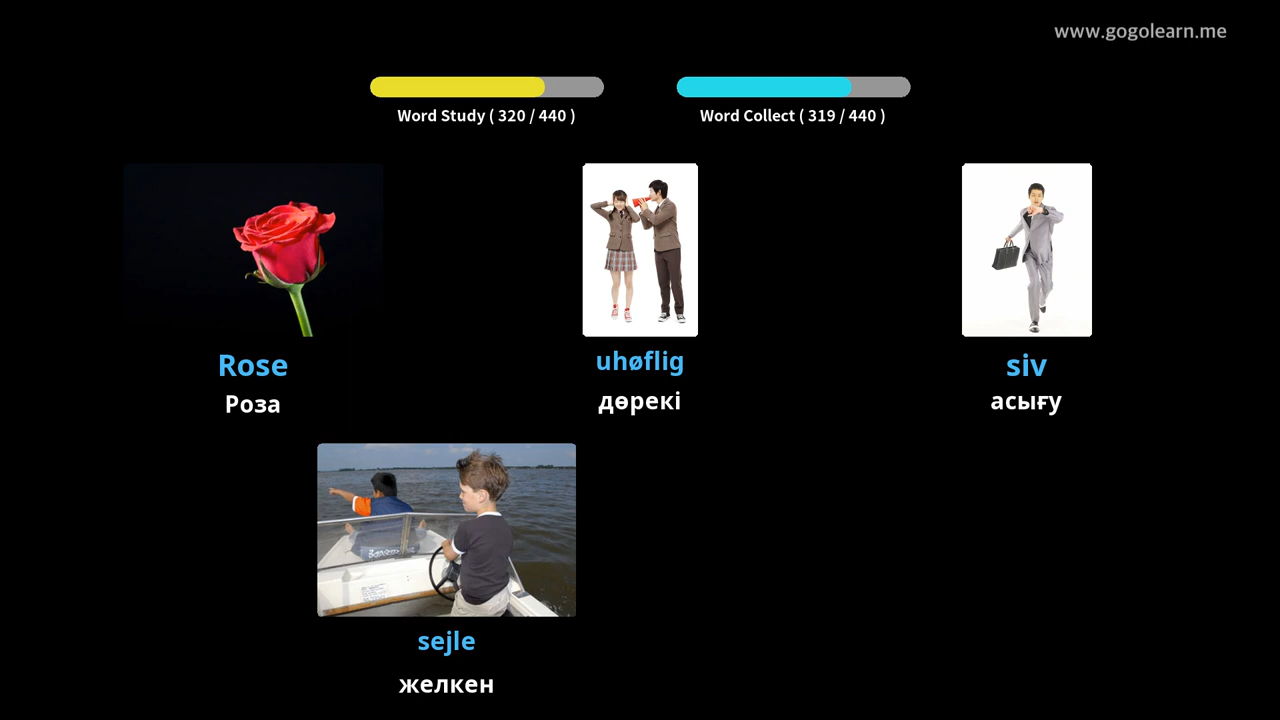 www.gogolearn.me
Word Study ( 320 / 440 )
Word Collect ( 319 / 440 )
Rose
Роза
uhøflig
дөрекі
siv
асығу
sejle
желкен